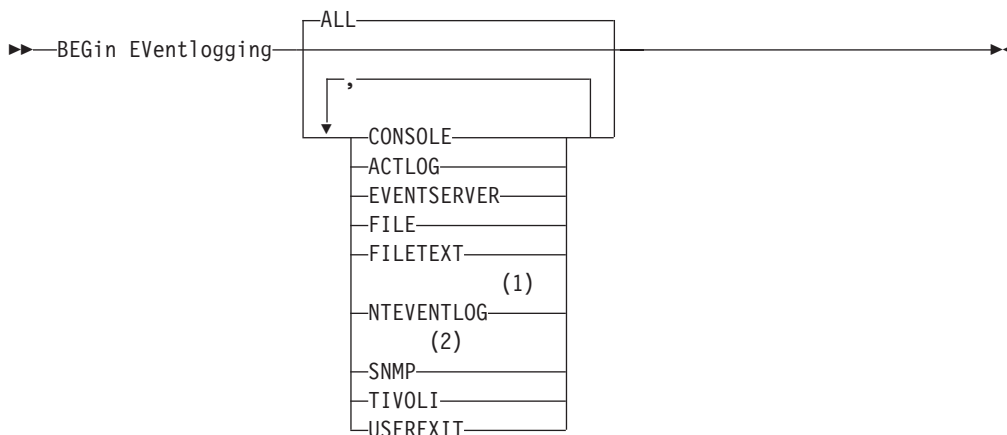 ALL
BEGin EVentlogging
,
CONSOLE
ACTLOG
EVENTSERVER
FILE
FILETEXT
(1)
NTEVENTLOG
(2)
SNMP
TIVOLI
USEREXIT